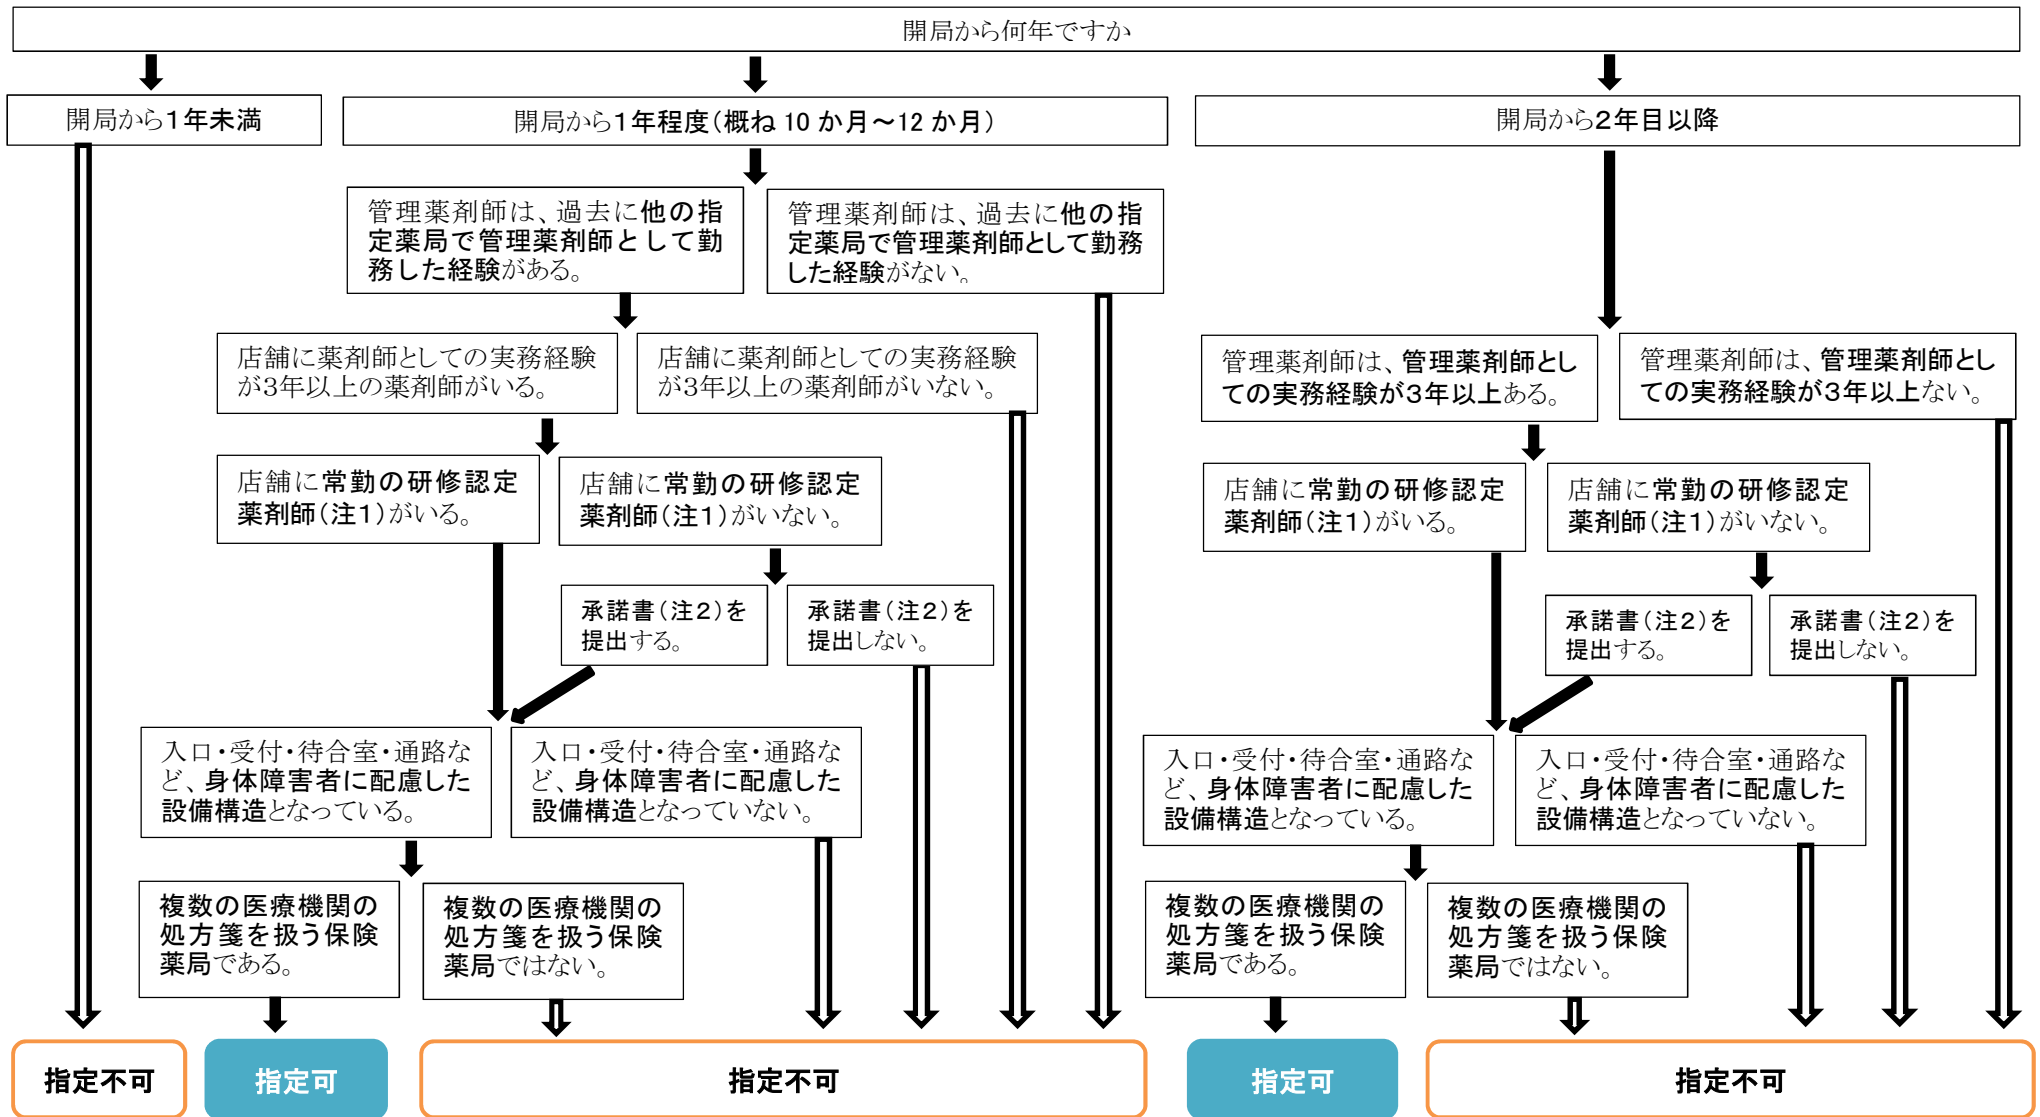 開局から何年ですか
開局から1年未満
開局から1年程度(概ね 10 か月～12 か月)
開局から2年目以降
管理薬剤師は、過去に他の指
定薬局で管理薬剤師として勤
務した経験がある。
管理薬剤師は、過去に他の指
定薬局で管理薬剤師として勤務
した経験がない。
店舗に薬剤師としての実務経験
が3年以上の薬剤師がいる。
店舗に薬剤師としての実務経験
が3年以上の薬剤師がいない。
管理薬剤師は、管理薬剤師とし
ての実務経験が3年以上ある。
管理薬剤師は、管理薬剤師とし
ての実務経験が3年以上ない。
店舗に常勤の研修認定
薬剤師(注1)がいる。
店舗に常勤の研修認定
薬剤師(注1)がいない。
店舗に常勤の研修認定
薬剤師(注1)がいる。
店舗に常勤の研修認定
薬剤師(注1)がいない。
承諾書(注2)を
提出する。
承諾書(注2)を
提出しない。
承諾書(注2)を
提出する。
承諾書(注2)を
提出しない。
入口・受付・待合室・通路な
ど、身体障害者に配慮した
設備構造となっている。
入口・受付・待合室・通路な
ど、身体障害者に配慮した
設備構造となっていない。
入口・受付・待合室・通路な
ど、身体障害者に配慮した
設備構造となっている。
入口・受付・待合室・通路な
ど、身体障害者に配慮した
設備構造となっていない。
複数の医療機関の
処方箋を扱う保険
薬局である。
複数の医療機関の
処方箋を扱う保険
薬局ではない。
複数の医療機関の
処方箋を扱う保険
薬局である。
複数の医療機関の
処方箋を扱う保険
薬局ではない。
指定不可
指定可
指定不可
指定可
指定不可